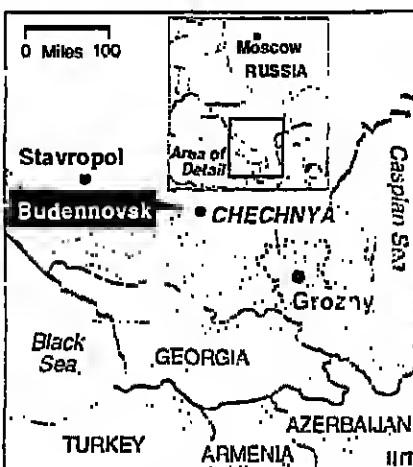 0 Miles 100
Moscow
RUSSIA
Area of
Detail
Stavropol
Budennovsk
CHECHNYA
Caspian Sea
Grozny
Black
Sea
GEORGIA
AZERBAIJAN
TURKEY
ARMENIA